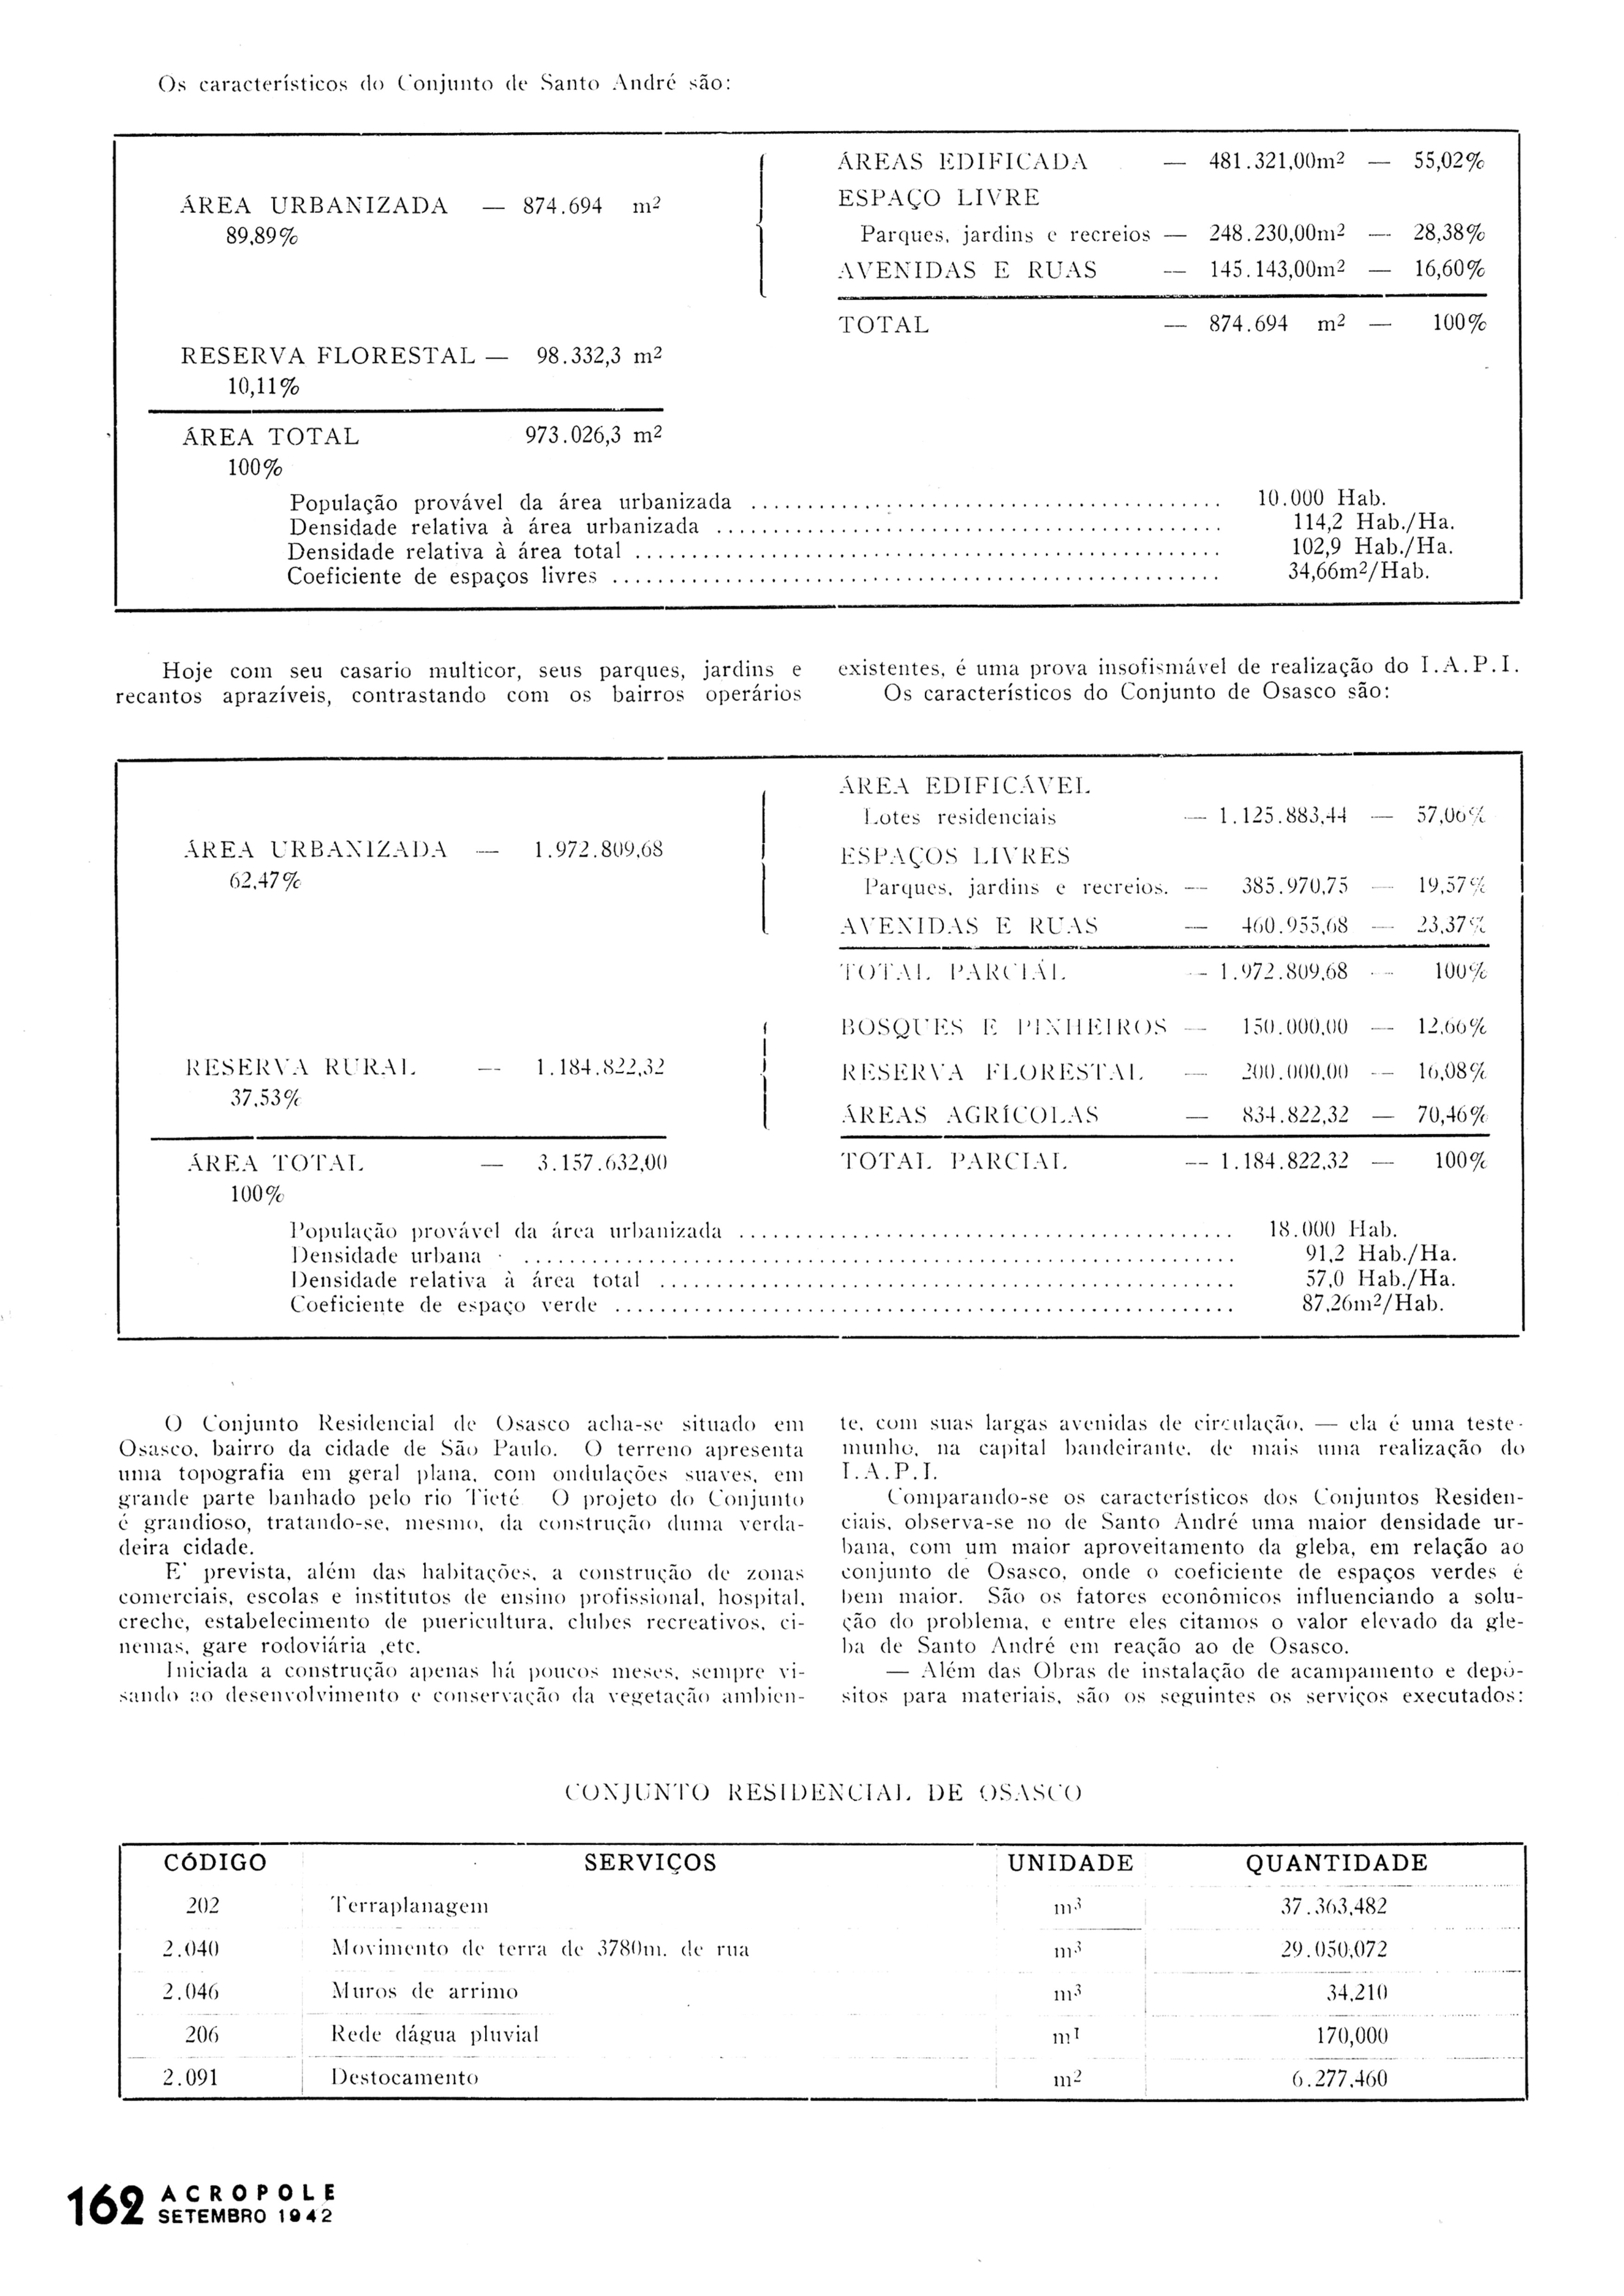 Os característicos do Conjunto de Santo André são:
ÁREA URBANIZADA — 874.694 m²
89,89%
RESERVA FLORESTAL — 98.332,3 m²
10,11%
ÁREA TOTAL 973.026,3 m²
100%
ÁREAS EDIFICADA — 481.321,00m² — 55,02%
ESPAÇO LIVRE
Parques, jardins e recreios — 248.230,00m² — 28,38%
AVENIDAS E RUAS — 145.143,00m² — 16,60%
TOTAL — 874.694 m² — 100%
População provável da área urbanizada ........ 10.000 Hab.
Densidade relativa à área urbanizada ........ 114,2 Hab./Ha.
Densidade relativa à área total ........ 102,9 Hab./Ha.
Coeficiente de espaços livres ........ 34,66m²/Hab.
Hoje com seu casario multicor, seus parques, jardins e
recantos aprazíveis, contrastando com os bairros operários
existentes, é uma prova insofismável de realização do I.A.P.I.
Os característicos do Conjunto de Osasco são:
ÁREA URBANIZADA — 1.972.809,68
62,47%
RESERVA RURAL — 1.184.822,32
37,53%
ÁREA TOTAL — 3.157.632,00
100%
ÁREA EDIFICÁVEL
Lotes residenciais — 1.125.883,44 — 57,06%
ESPAÇOS LIVRES
Parques, jardins e recreios. — 385.970,75 — 19,57%
AVENIDAS E RUAS — 460.955,68 — 23,37%
TOTAL PARCIÁL — 1.972.809,68 — 100%
BOSQUES E PINHEIROS — 150.000,00 — 12,66%
RESERVA FLORESTAL — 200.000,00 — 16,08%
ÁREAS AGRÍCOLAS — 834.822,32 — 70,46%
TOTAL PARCIAL — 1.184.822,32 — 100%
População provável da área urbanizada ........ 18.000 Hab.
Densidade urbana ........ 91,2 Hab./Ha.
Densidade relativa à área total ........ 57,0 Hab./Ha.
Coeficiente de espaço verde ........ 87,26m²/Hab.
O Conjunto Residencial de Osasco acha-se situado em
Osasco, bairro da cidade de São Paulo. O terreno apresenta
uma topografia em geral plana, com ondulações suaves, em
grande parte banhado pelo rio Tieté O projeto do Conjunto
é grandioso, tratando-se, mesmo, da construção duma verda-
deira cidade.
E' prevista, além das habitações, a construção de zonas
comerciais, escolas e institutos de ensino profissional, hospital,
creche, estabelecimento de puericultura, clubes recreativos, ci-
nemas, gare rodoviária ,etc.
Iniciada a construção apenas há poucos meses, sempre vi-
sando ao desenvolvimento e conservação da vegetação ambien-
te, com suas largas avenidas de circulação, — ela é uma teste-
munho, na capital bandeirante, de mais uma realização do
I.A.P.I.
Comparando-se os característicos dos Conjuntos Residen-
ciais, observa-se no de Santo André uma maior densidade ur-
bana, com um maior aproveitamento da gleba, em relação ao
conjunto de Osasco, onde o coeficiente de espaços verdes é
bem maior. São os fatores econômicos influenciando a solu-
ção do problema, e entre eles citamos o valor elevado da gle-
ba de Santo André em reação ao de Osasco.
— Além das Obras de instalação de acampamento e depó-
sitos para materiais, são os seguintes os serviços executados:
CONJUNTO RESIDENCIAL DE OSASCO
CÓDIGO SERVIÇOS UNIDADE QUANTIDADE
202 Terraplanagem m³ 37.363,482
2.040 Movimento de terra de 3780m. de rua m³ 29.050,072
2.046 Muros de arrimo m³ 34,210
206 Rede dágua pluvial m¹ 170,000
2.091 Destocamento m² 6.277,460
162 ACROPOLE
SETEMBRO 1942